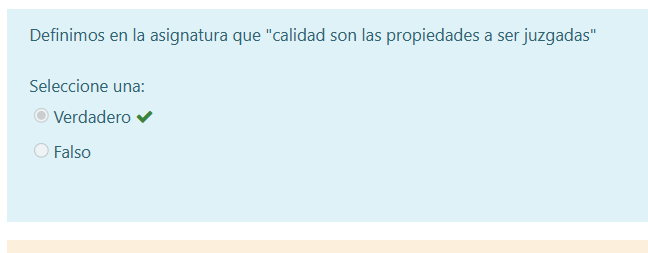 Definimos en la asignatura que "calidad son las propiedades a ser juzgadas"
Seleccione una:
Verdadero
Falso